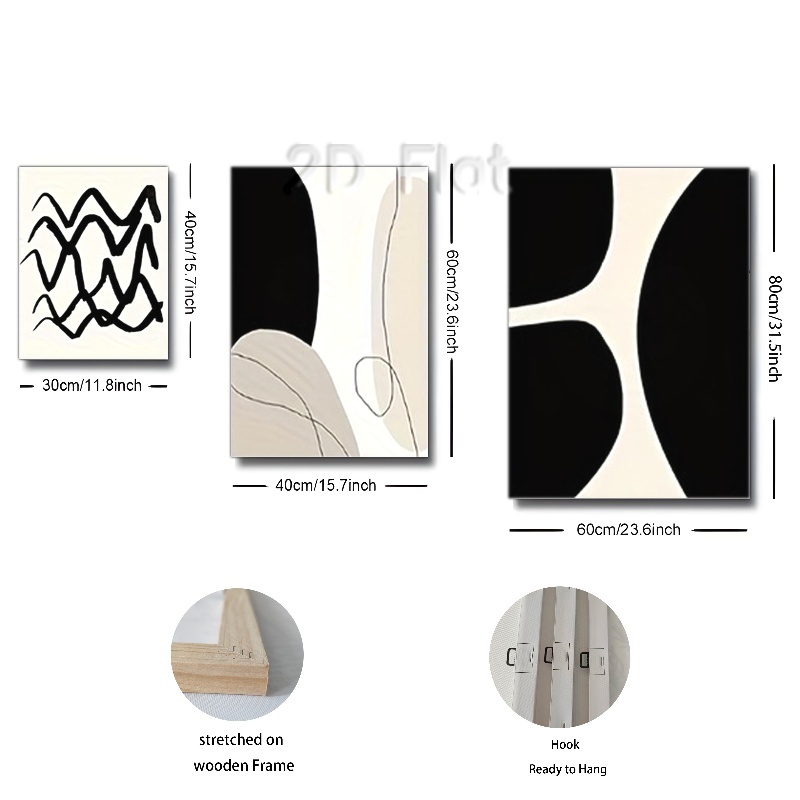 2D Flat
40cm/15.7inch
30cm/11.8inch
60cm/23.6inch
40cm/15.7inch
80cm/31.5inch
60cm/23.6inch
stretched on
wooden Frame
Hook
Ready to Hang